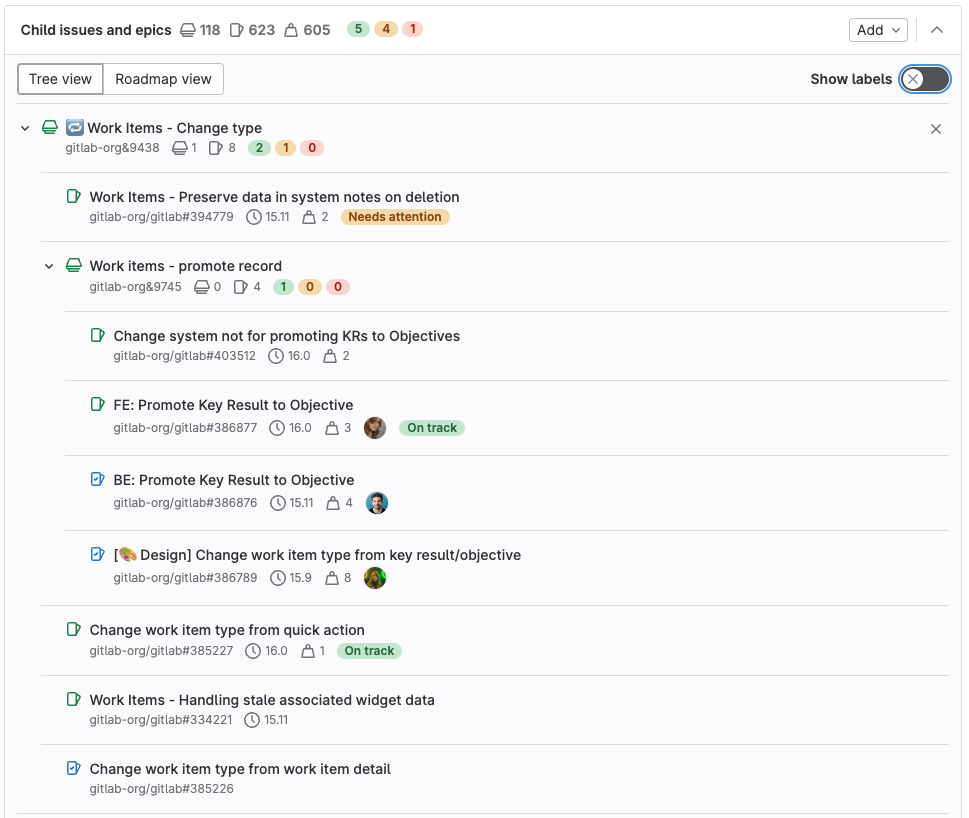 Child issues and epics 118 623 605 5 4 1 Add
Tree view Roadmap view Show labels
Work Items - Change type
gitlab-org&9438 1 8 2 1 0
Work Items - Preserve data in system notes on deletion
gitlab-org/gitlab#394779 15.11 2 Needs attention
Work items - promote record
gitlab-org&9745 0 4 1 0 0
Change system not for promoting KRs to Objectives
gitlab-org/gitlab#403512 16.0 2
FE: Promote Key Result to Objective
gitlab-org/gitlab#386877 16.0 3 On track
BE: Promote Key Result to Objective
gitlab-org/gitlab#386876 15.11 4
[🎨 Design] Change work item type from key result/objective
gitlab-org/gitlab#386789 15.9 8
Change work item type from quick action
gitlab-org/gitlab#385227 16.0 1 On track
Work Items - Handling stale associated widget data
gitlab-org/gitlab#334221 15.11
Change work item type from work item detail
gitlab-org/gitlab#385226